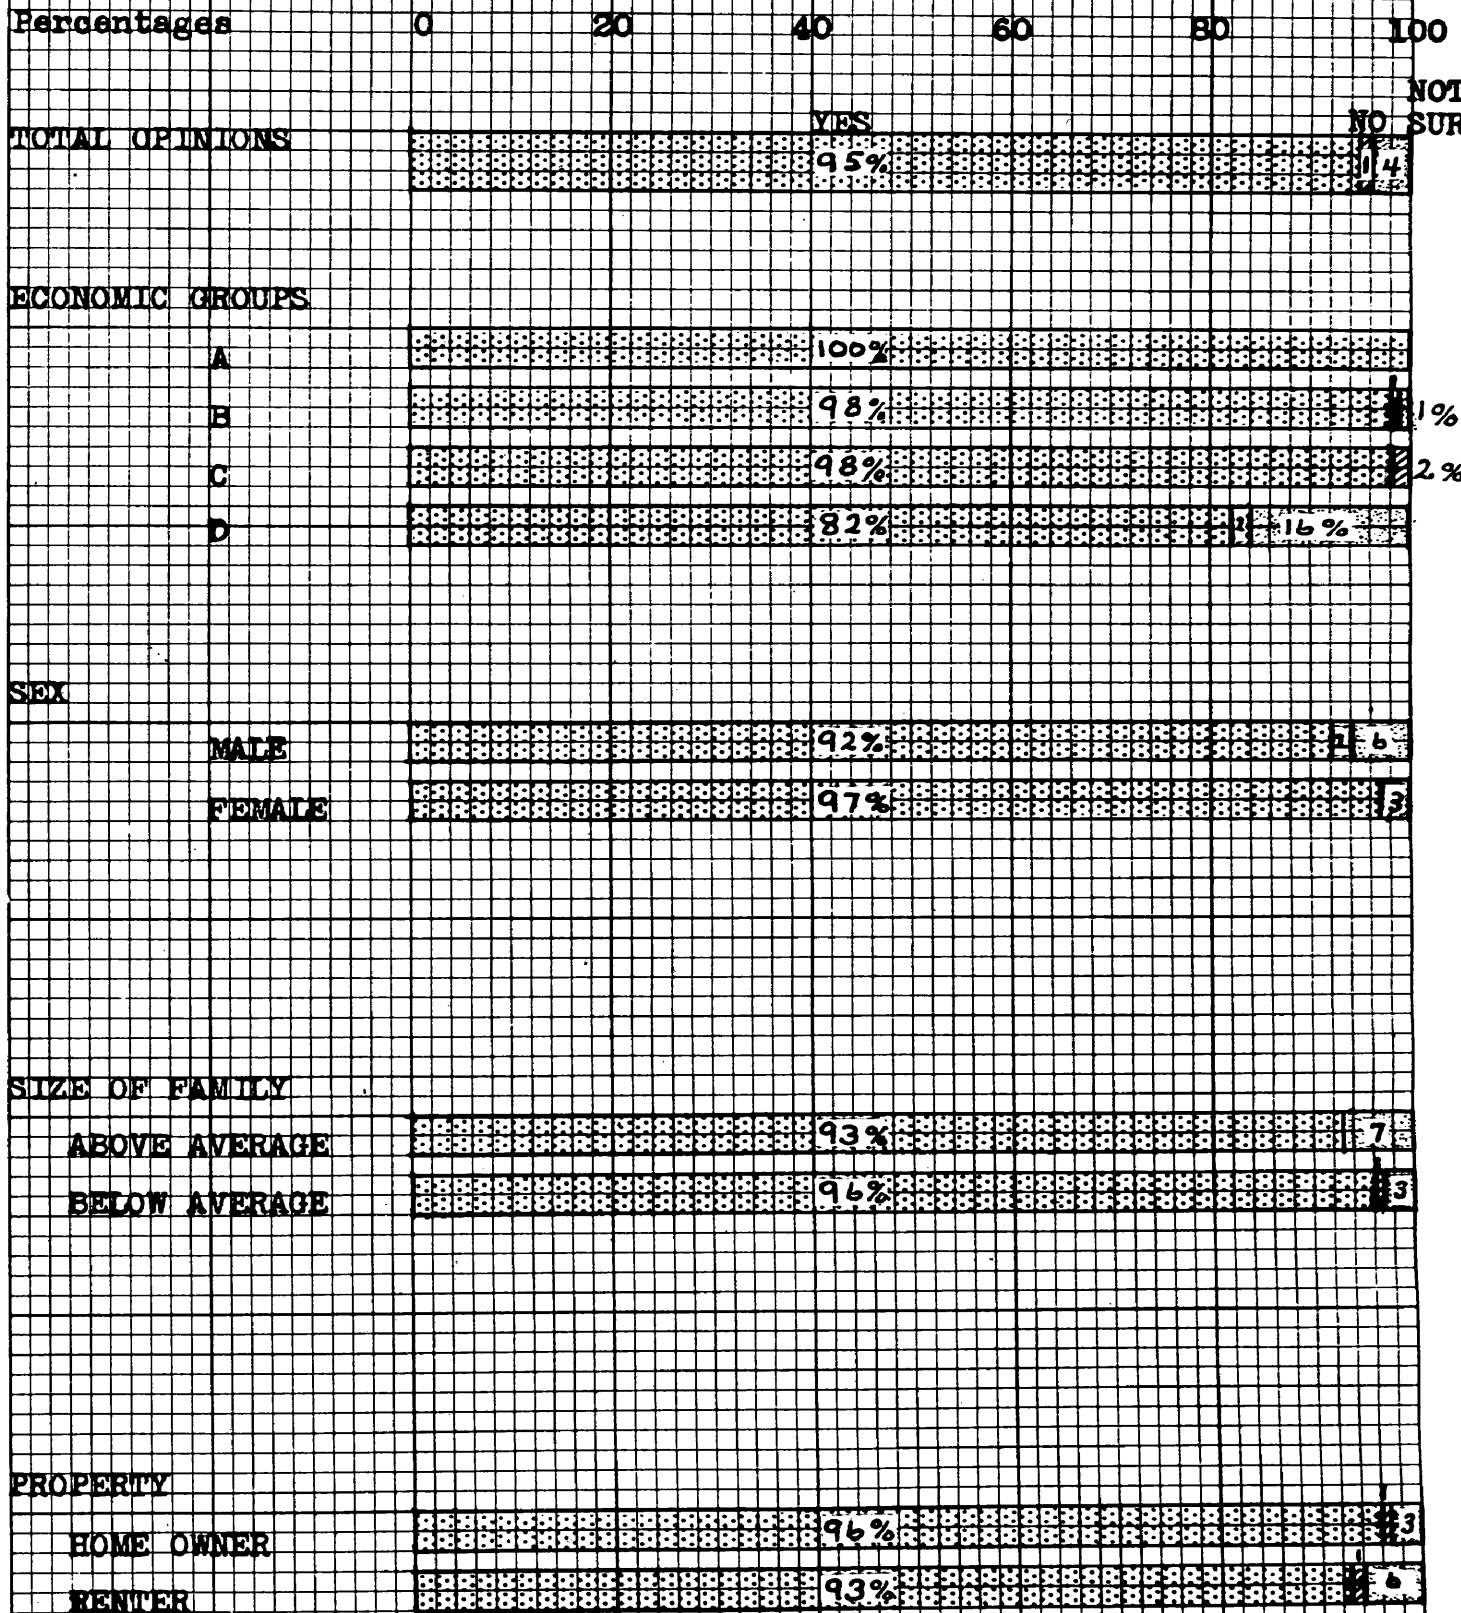 Percentages 0 20 40 60 80 100
NOT
YES NO SUR
TOTAL OPINIONS 95% 1 4
ECONOMIC GROUPS
A 100%
B 98% 1%
C 98% 2%
D 82% 2 16%
SEX
MALE 92% 2 6
FEMALE 97% 3
SIZE OF FAMILY
ABOVE AVERAGE 93% 7
BELOW AVERAGE 96% 3
PROPERTY
HOME OWNER 96% 3
RENTER 93% 6